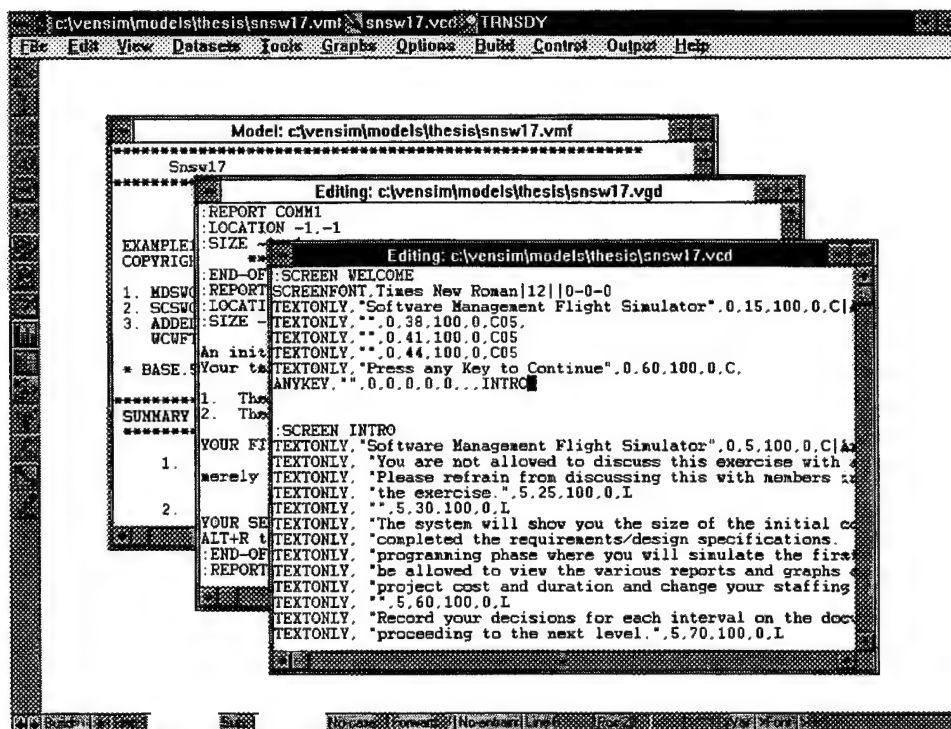 c:\vensim\models\thesis\snsw17.vmf snsw17.vcd TRNSDY
File Edit View Datasets Tools Graphs Options Build Control Output Help
Model: c:\vensim\models\thesis\snsw17.vmf
************************************************************
Snsw17
EXAMPLE1
COPYRIGH
1. MDSWC
2. SCSWC
3. ADDED
WCWFT
* BASE.S
SUMMARY
1.
2.
Editing: c:\vensim\models\thesis\snsw17.vgd
:REPORT COMM1
:LOCATION -1,-1
:SIZE -
**
:END-OF
:REPORT
:LOCATI
:SIZE -
An init
Your ta
1. The
2. The
YOUR FI
merely
YOUR SE
ALT+R t
:END-OF
:REPORT
Editing: c:\vensim\models\thesis\snsw17.vcd
:SCREEN WELCOME
SCREENFONT,Times New Roman|12||0-0-0
TEXTONLY,"Software Management Flight Simulator",0,15,100,0,C|A
TEXTONLY,"",0,38,100,0,C05,
TEXTONLY,"",0,41,100,0,C05
TEXTONLY,"",0,44,100,0,C05
TEXTONLY,"Press any Key to Continue",0,60,100,0,C,
ANYKEY,"",0,0,0,0,0,,,INTRO
:SCREEN INTRO
TEXTONLY,"Software Management Flight Simulator",0,5,100,0,C|Ar
TEXTONLY, "You are not allowed to discuss this exercise with a
TEXTONLY, "Please refrain from discussing this with members in
TEXTONLY, "the exercise.",5,25,100,0,L
TEXTONLY, "",5,30,100,0,L
TEXTONLY, "The system will show you the size of the initial co
TEXTONLY, "completed the requirements/design specifications.
TEXTONLY, "programming phase where you will simulate the first
TEXTONLY, "be allowed to view the various reports and graphs
TEXTONLY, "project cost and duration and change your staffing
TEXTONLY, "",5,60,100,0,L
TEXTONLY, "Record your decisions for each interval on the docu
TEXTONLY, "proceeding to the next level.",5,70,100,0,L
No-case Forward